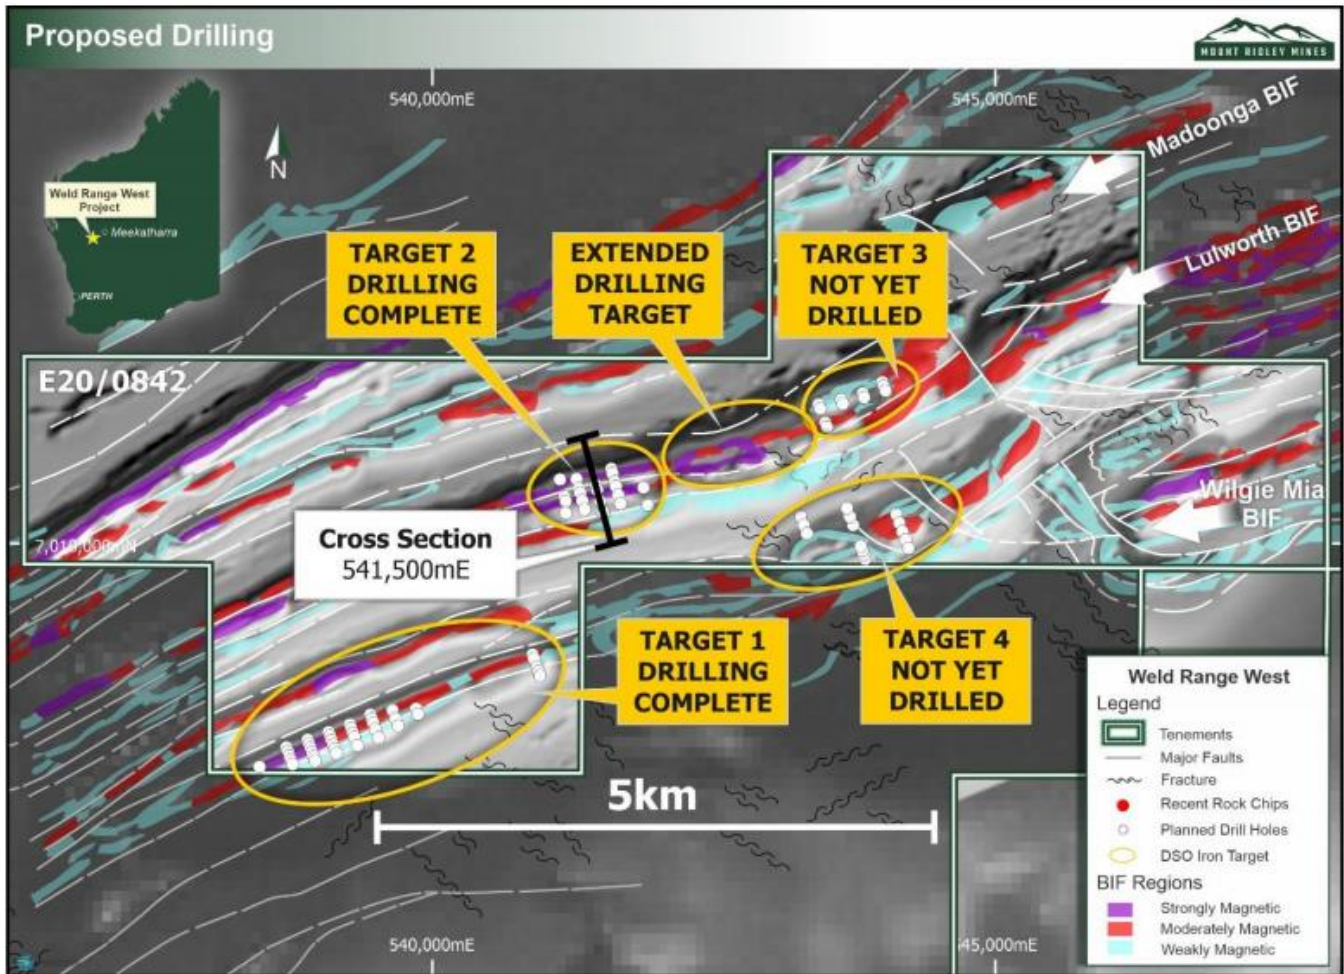 Proposed Drilling
MOUNT RIDLEY MINES
540,000mE
545,000mE
Madoonga BIF
N
Weld Range West
Project
Meekatharra
PERTH
Lulworth BIF
TARGET 2
DRILLING
COMPLETE
EXTENDED
DRILLING
TARGET
TARGET 3
NOT YET
DRILLED
E20/0842
Wilgie Mia
BIF
Cross Section
541,500mE
TARGET 1
DRILLING
COMPLETE
TARGET 4
NOT YET
DRILLED
5km
Weld Range West
Legend
Tenements
Major Faults
Fracture
Recent Rock Chips
Planned Drill Holes
DSO Iron Target
BIF Regions
Strongly Magnetic
Moderately Magnetic
Weakly Magnetic
540,000mE
545,000mE